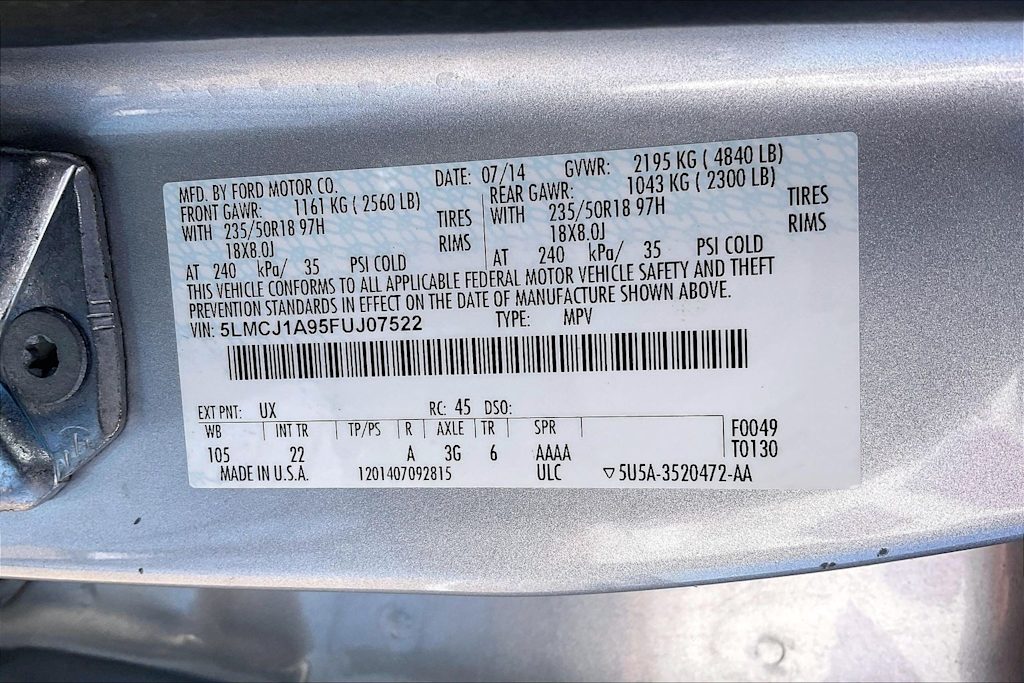 MFD. BY FORD MOTOR CO. DATE: 07/14 GVWR: 2195 KG ( 4840 LB)
FRONT GAWR: 1161 KG ( 2560 LB) REAR GAWR: 1043 KG ( 2300 LB)
WITH 235/50R18 97H TIRES WITH 235/50R18 97H TIRES
18X8.0J RIMS 18X8.0J RIMS
AT 240 kPa/ 35 PSI COLD AT 240 kPa/ 35 PSI COLD
THIS VEHICLE CONFORMS TO ALL APPLICABLE FEDERAL MOTOR VEHICLE SAFETY AND THEFT
PREVENTION STANDARDS IN EFFECT ON THE DATE OF MANUFACTURE SHOWN ABOVE.
VIN: 5LMCJ1A95FUJ07522 TYPE: MPV
EXT PNT: UX RC: 45 DSO:
WB INT TR TP/PS R AXLE TR SPR F0049
105 22 A 3G 6 AAAA T0130
MADE IN U.S.A. 1201407092815 ULC ▽5U5A-3520472-AA